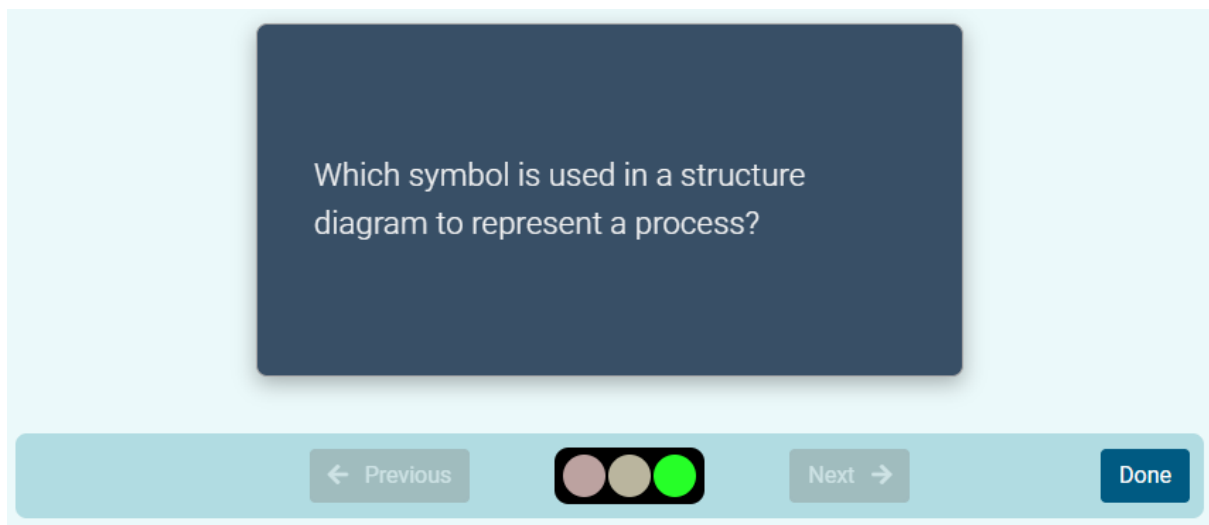 Which symbol is used in a structure
diagram to represent a process?
Previous
Next
Done